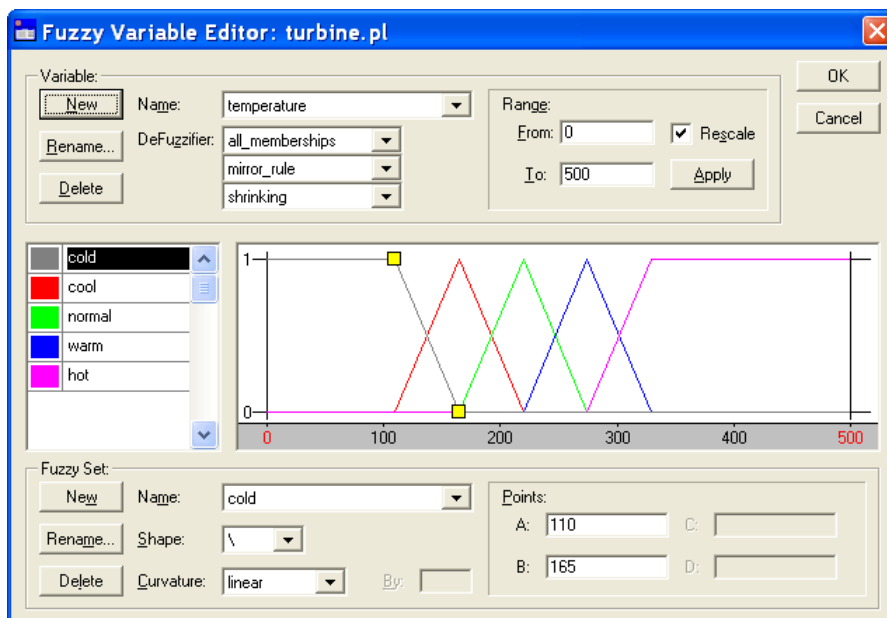 Fuzzy Variable Editor: turbine.pl
Variable:
New Name: temperature
Rename... DeFuzzifier: all_memberships
mirror_rule
Delete shrinking
Range:
From: 0 Rescale
To: 500 Apply
OK
Cancel
cold
cool
normal
warm
hot
1
0
0 100 200 300 400 500
Fuzzy Set:
New Name: cold
Rename... Shape: \
Delete Curvature: linear By:
Points:
A: 110 C:
B: 165 D: